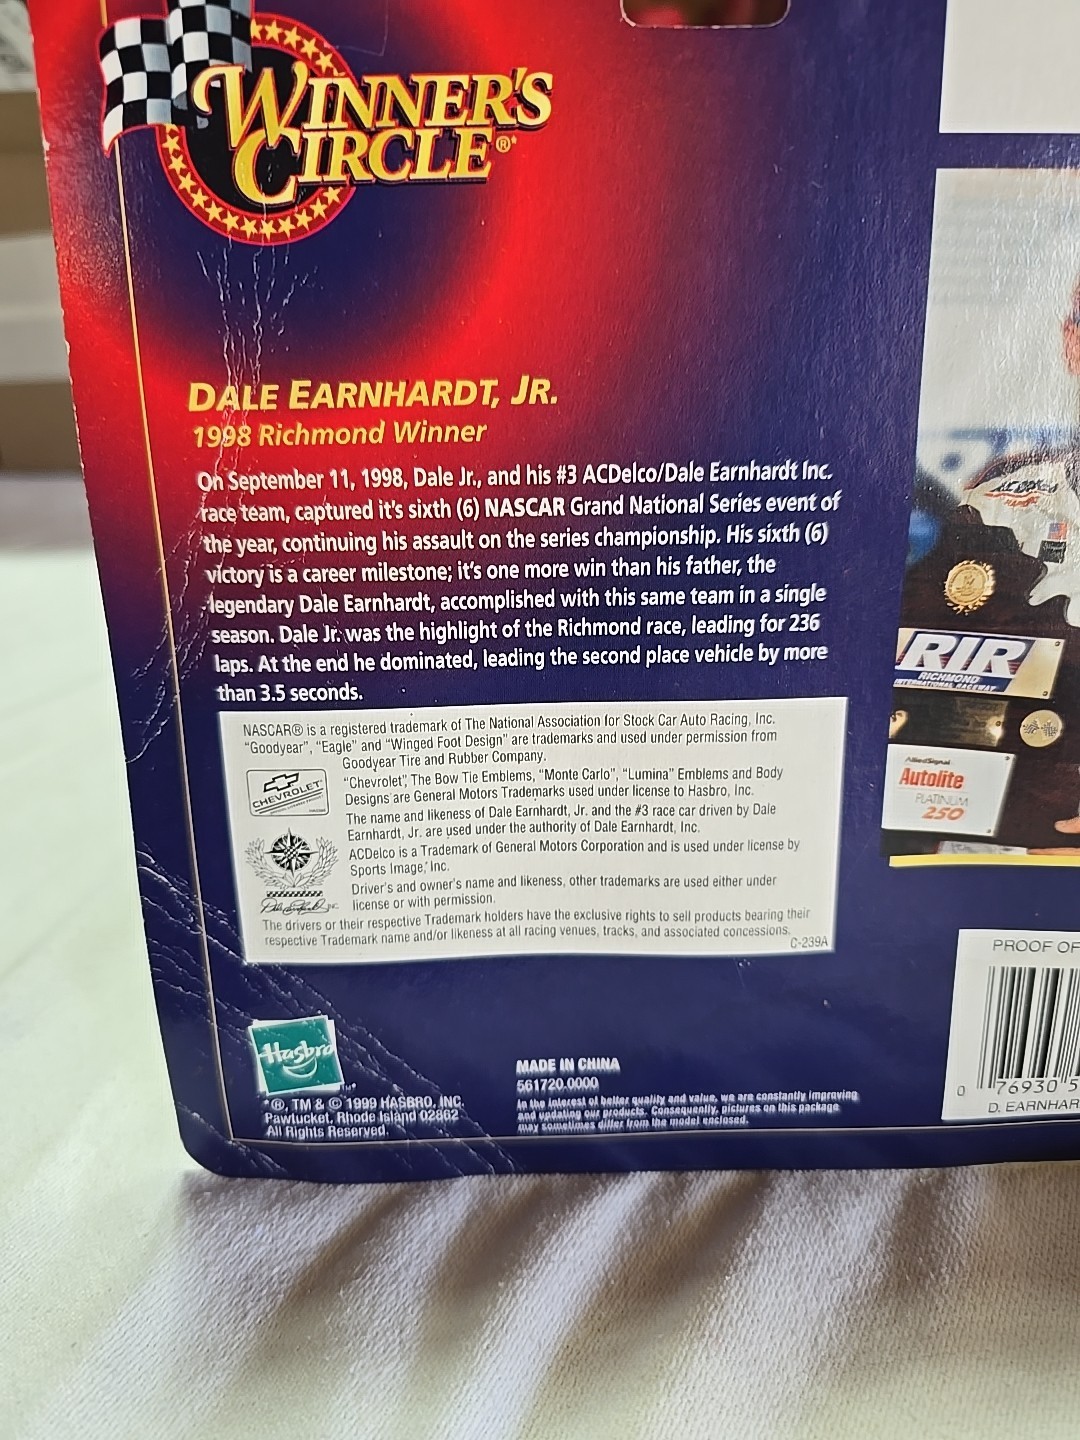 WINNER'S
CIRCLE®*
DALE EARNHARDT, JR.
1998 Richmond Winner
On September 11, 1998, Dale Jr., and his #3 ACDelco/Dale Earnhardt Inc.
race team, captured it's sixth (6) NASCAR Grand National Series event of
the year, continuing his assault on the series championship. His sixth (6)
victory is a career milestone; it's one more win than his father, the
legendary Dale Earnhardt, accomplished with this same team in a single
season. Dale Jr. was the highlight of the Richmond race, leading for 236
laps. At the end he dominated, leading the second place vehicle by more
than 3.5 seconds.
NASCAR® is a registered trademark of The National Association for Stock Car Auto Racing, Inc.
"Goodyear", "Eagle" and "Winged Foot Design" are trademarks and used under permission from
Goodyear Tire and Rubber Company.
CHEVROLET
"Chevrolet", The Bow Tie Emblems, "Monte Carlo", "Lumina" Emblems and Body
Designs are General Motors Trademarks used under license to Hasbro, Inc.
The name and likeness of Dale Earnhardt, Jr. and the #3 race car driven by Dale
Earnhardt, Jr. are used under the authority of Dale Earnhardt, Inc.
ACDelco is a Trademark of General Motors Corporation and is used under license by
Sports Image, Inc.
Driver's and owner's name and likeness, other trademarks are used either under
license or with permission.
The drivers or their respective Trademark holders have the exclusive rights to sell products bearing their
respective Trademark name and/or likeness at all racing venues, tracks, and associated concessions.
C-239A
RIR
RICHMOND
INTERNATIONAL RACEWAY
AlliedSignal
Autolite
PLATINUM
250
PROOF OF
0 76930 5
D. EARNHAR
Hasbro
TM*
*®, TM & © 1999 HASBRO, INC.
Pawtucket, Rhode Island 02862
All Rights Reserved.
MADE IN CHINA
561720.0000
In the interest of better quality and value, we are constantly improving
and updating our products. Consequently, pictures on this package
may sometimes differ from the model enclosed.